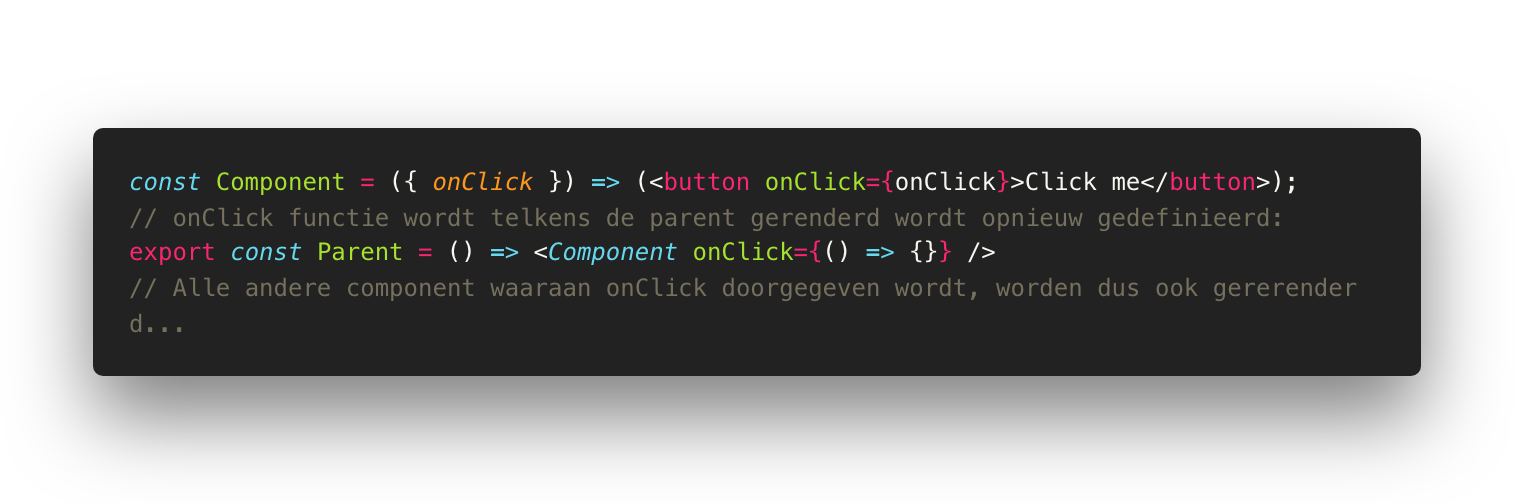 const Component = ({ onClick }) => (<button onClick={onClick}>Click me</button>);
// onClick functie wordt telkens de parent gerenderd wordt opnieuw gedefinieerd:
export const Parent = () => <Component onClick={() => {}} />
// Alle andere component waaraan onClick doorgegeven wordt, worden dus ook gererender
d...